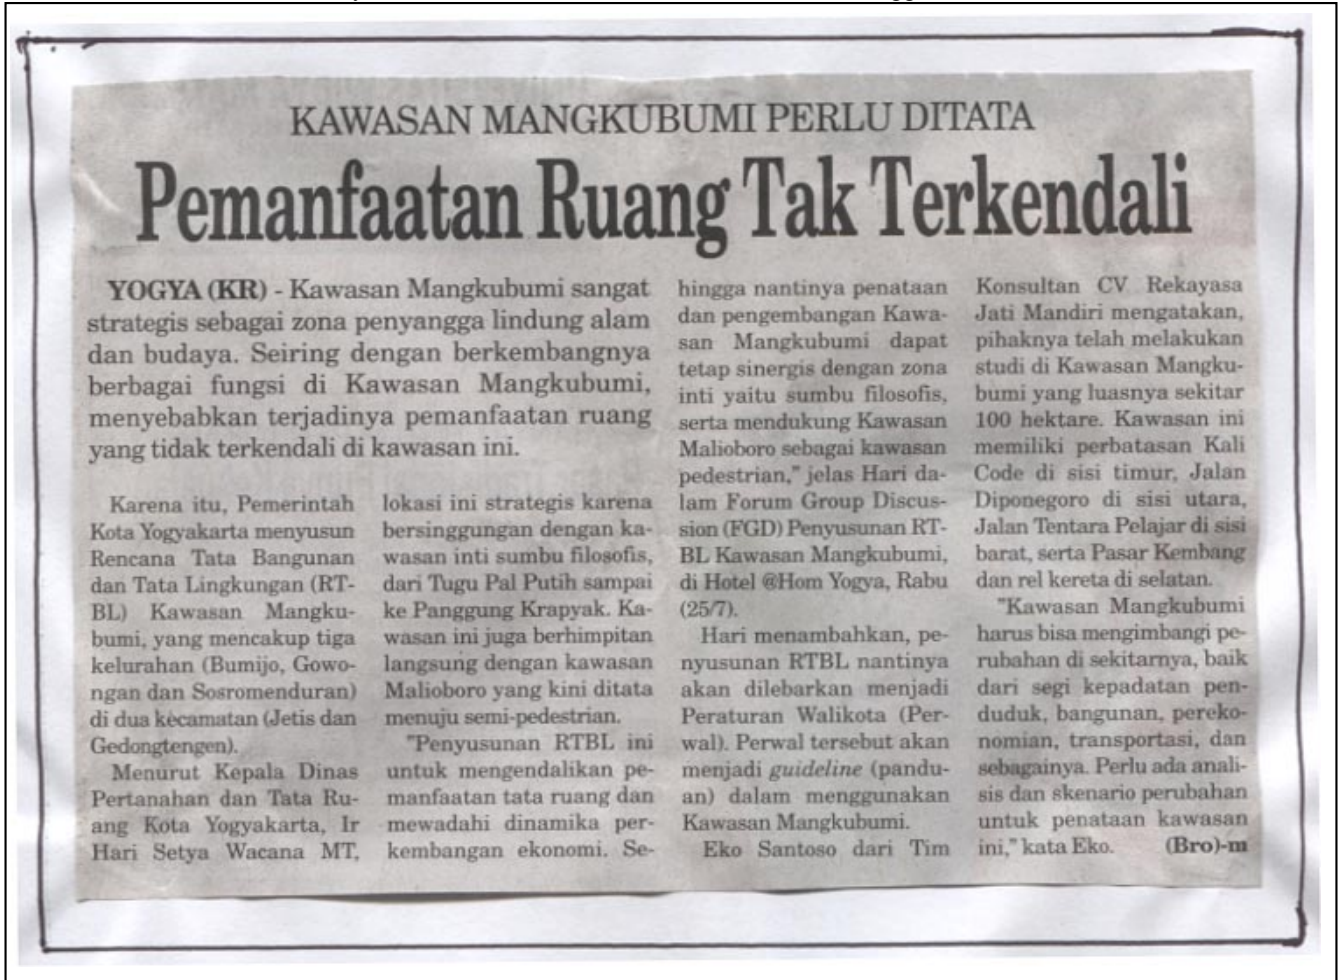 KAWASAN MANGKUBUMI PERLU DITATA
Pemanfaatan Ruang Tak Terkendali
YOGYA (KR) - Kawasan Mangkubumi sangat
strategis sebagai zona penyangga lindung alam
dan budaya. Seiring dengan berkembangnya
berbagai fungsi di Kawasan Mangkubumi,
menyebabkan terjadinya pemanfaatan ruang
yang tidak terkendali di kawasan ini.
Karena itu, Pemerintah
Kota Yogyakarta menyusun
Rencana Tata Bangunan
dan Tata Lingkungan (RT-
BL) Kawasan Mangku-
bumi, yang mencakup tiga
kelurahan (Bumijo, Gowo-
ngan dan Sosromenduran)
di dua kecamatan (Jetis dan
Gedongtengen).
Menurut Kepala Dinas
Pertanahan dan Tata Ru-
ang Kota Yogyakarta, Ir
Hari Setya Wacana MT,
lokasi ini strategis karena
bersinggungan dengan ka-
wasan inti sumbu filosofis,
dari Tugu Pal Putih sampai
ke Panggung Krapyak. Ka-
wasan ini juga berhimpitan
langsung dengan kawasan
Malioboro yang kini ditata
menuju semi-pedestrian.
"Penyusunan RTBL ini
untuk mengendalikan pe-
manfaatan tata ruang dan
mewadahi dinamika per-
kembangan ekonomi. Se-
hingga nantinya penataan
dan pengembangan Kawa-
san Mangkubumi dapat
tetap sinergis dengan zona
inti yaitu sumbu filosofis,
serta mendukung Kawasan
Malioboro sebagai kawasan
pedestrian," jelas Hari da-
lam Forum Group Discus-
sion (FGD) Penyusunan RT-
BL Kawasan Mangkubumi,
di Hotel @Hom Yogya, Rabu
(25/7).
Hari menambahkan, pe-
nyusunan RTBL nantinya
akan dilebarkan menjadi
Peraturan Walikota (Per-
wal). Perwal tersebut akan
menjadi guideline (pandu-
an) dalam menggunakan
Kawasan Mangkubumi.
Eko Santoso dari Tim
Konsultan CV Rekayasa
Jati Mandiri mengatakan,
pihaknya telah melakukan
studi di Kawasan Mangku-
bumi yang luasnya sekitar
100 hektare. Kawasan ini
memiliki perbatasan Kali
Code di sisi timur, Jalan
Diponegoro di sisi utara,
Jalan Tentara Pelajar di sisi
barat, serta Pasar Kembang
dan rel kereta di selatan.
"Kawasan Mangkubumi
harus bisa mengimbangi pe-
rubahan di sekitarnya, baik
dari segi kepadatan pen-
duduk, bangunan, pereko-
nomian, transportasi, dan
sebagainya. Perlu ada anali-
sis dan skenario perubahan
untuk penataan kawasan
ini," kata Eko. (Bro)-m